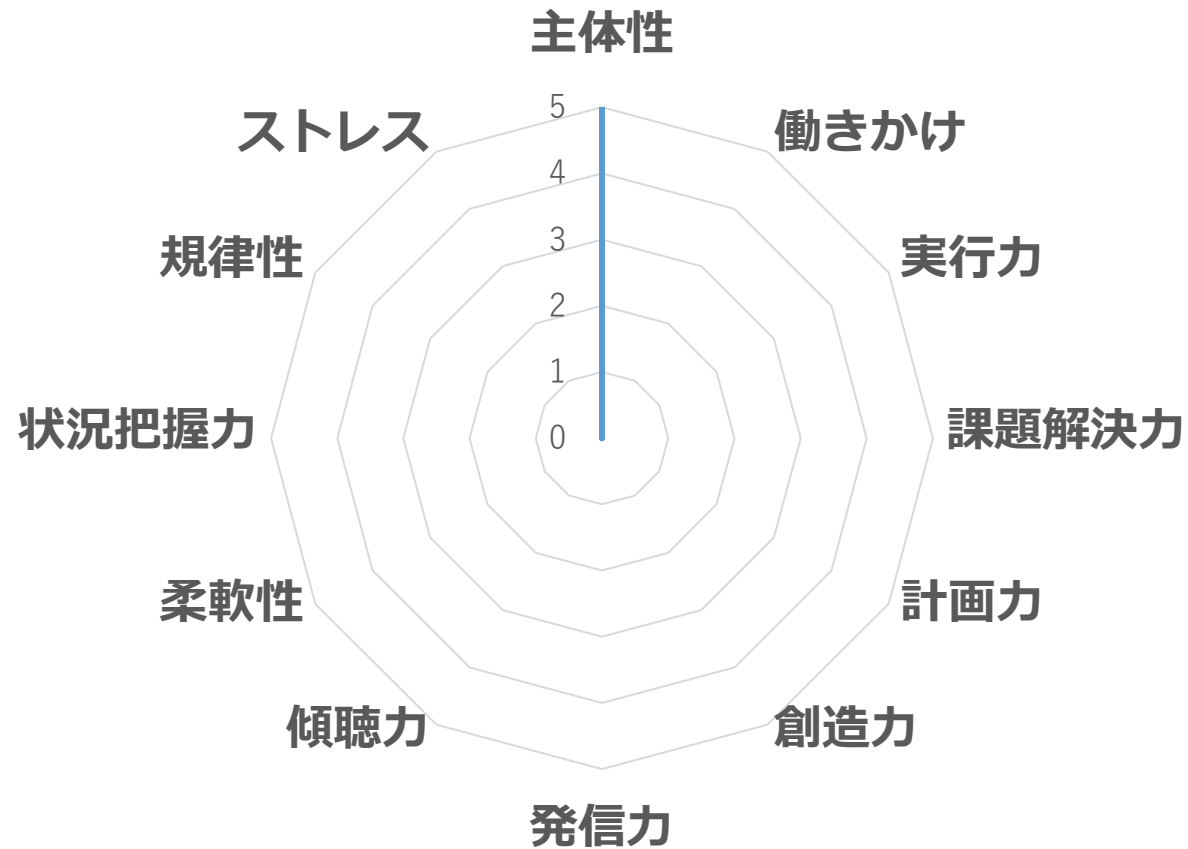 主体性
5
ストレス
働きかけ
4
3
規律性
実行力
2
1
状況把握力
0
課題解決力
柔軟性
計画力
傾聴力
創造力
発信力